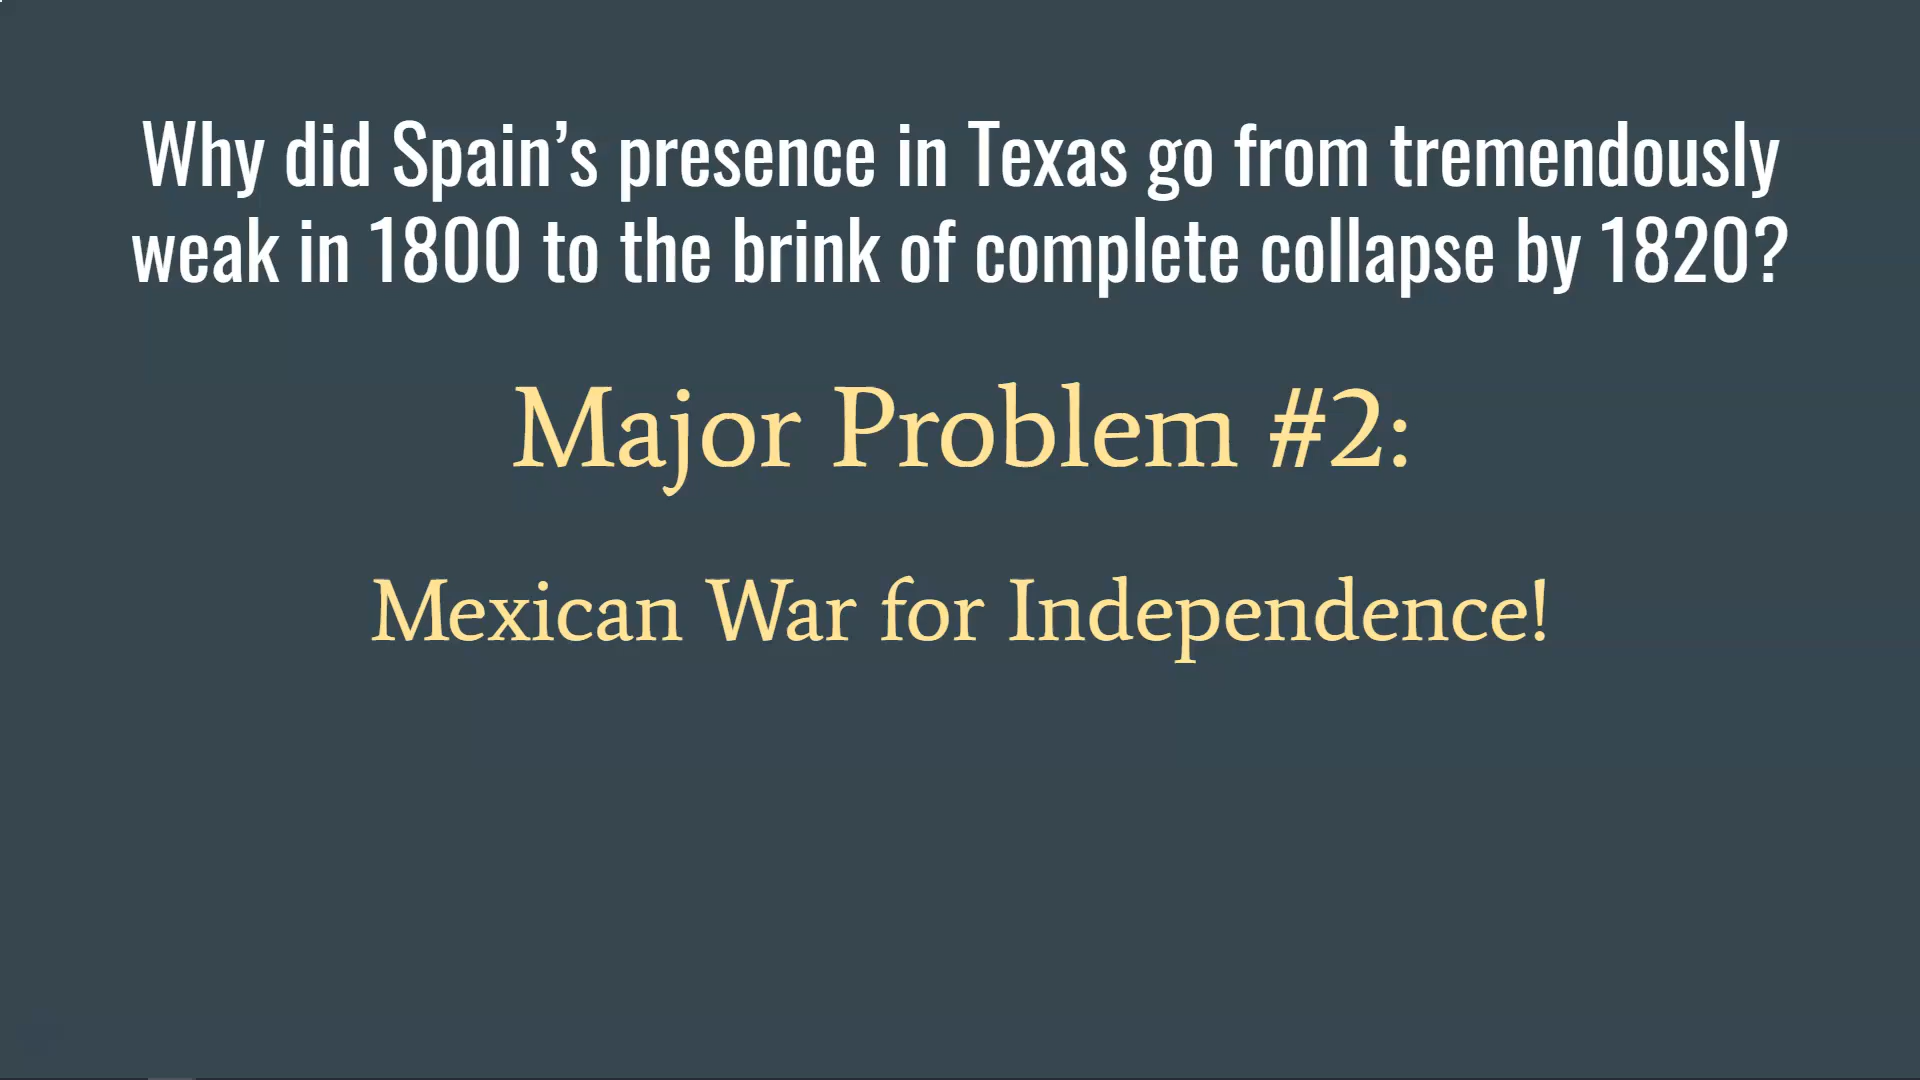 Why did Spain’s presence in Texas go from tremendously
weak in 1800 to the brink of complete collapse by 1820?
Major Problem #2:
Mexican War for Independence!